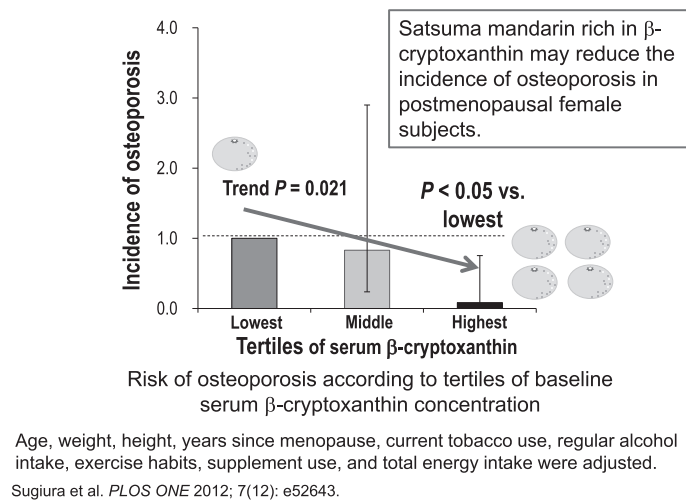 Satsuma mandarin rich in β-
cryptoxanthin may reduce the
incidence of osteoporosis in
postmenopausal female
subjects.
Incidence of osteoporosis
4.0
3.0
2.0
1.0
0.0
Trend P = 0.021
P < 0.05 vs.
lowest
Lowest Middle Highest
Tertiles of serum β-cryptoxanthin
Risk of osteoporosis according to tertiles of baseline
serum β-cryptoxanthin concentration
Age, weight, height, years since menopause, current tobacco use, regular alcohol
intake, exercise habits, supplement use, and total energy intake were adjusted.
Sugiura et al. PLOS ONE 2012; 7(12): e52643.